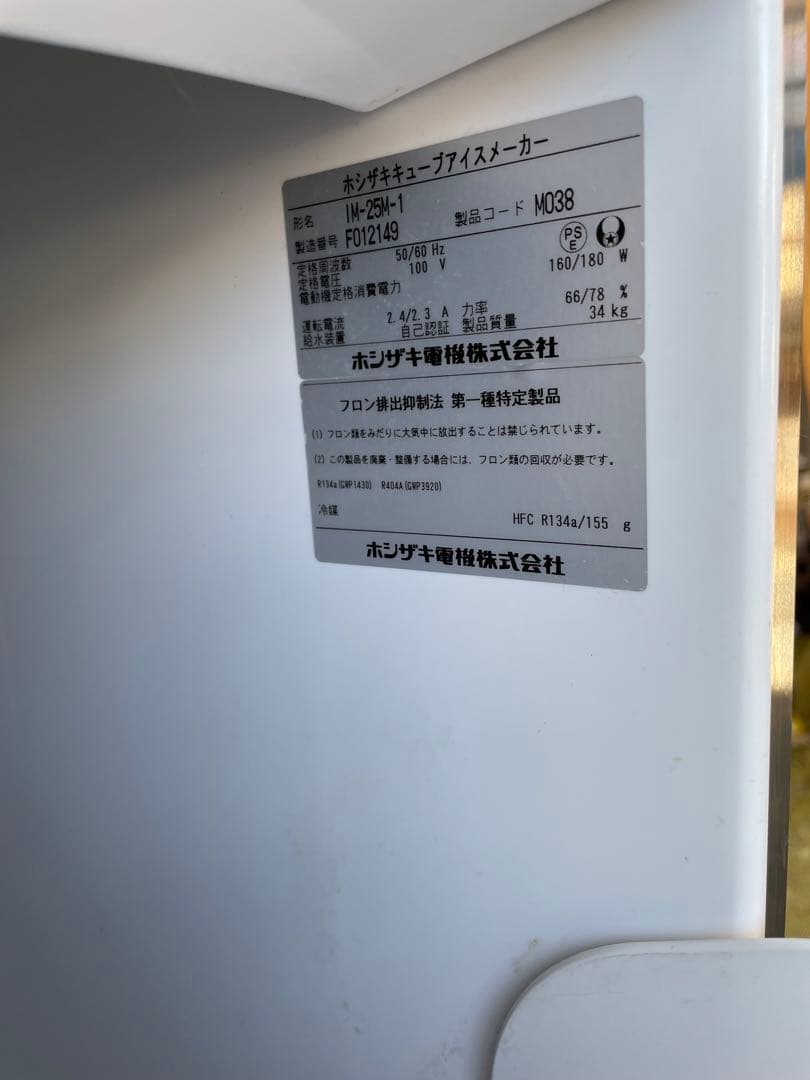 ホシザキキューブアイスメーカー
形名 IM-25M-1
製造番号 F012149 製品コード M038
PS E
定格周波数 50/60 Hz
定格電圧 100 V
電動機定格消費電力 160/180 W
運転電流 2.4/2.3 A 力率 66/78 %
給水装置 自己認証 製品質量 34 kg
ホシザキ電機株式会社
フロン排出抑制法 第一種特定製品
(1) フロン類をみだりに大気中に放出することは禁じられています。
(2) この製品を廃棄・整備する場合には、フロン類の回収が必要です。
R134a(GWP1430) R404A(GWP3920)
冷媒 HFC R134a/155 g
ホシザキ電機株式会社